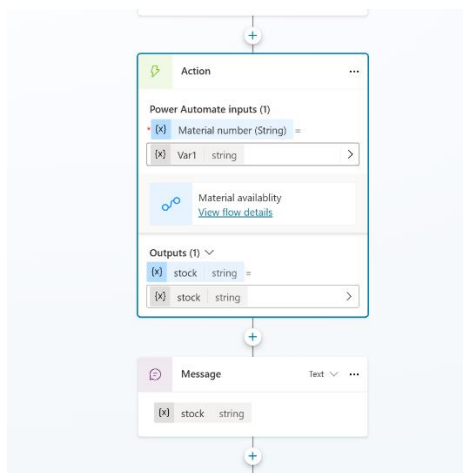 Action ...
Power Automate inputs (1)
* {x} Material number (String) =
{x} Var1 string
Material availablity
View flow details
Outputs (1)
{x} stock string =
{x} stock string
Message Text ...
{x} stock string